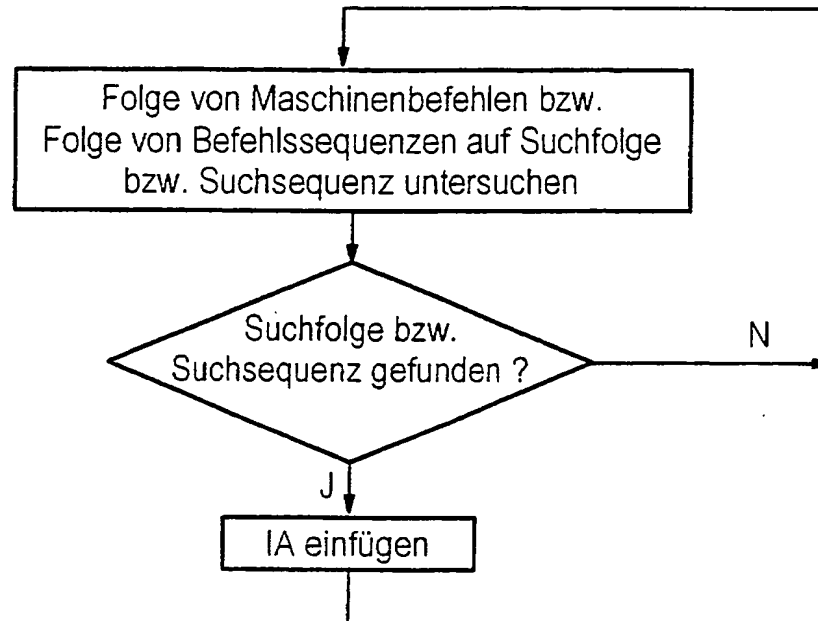 Folge von Maschinenbefehlen bzw.
Folge von Befehlssequenzen auf Suchfolge
bzw. Suchsequenz untersuchen
Suchfolge bzw.
Suchsequenz gefunden ?
N
J
IA einfügen